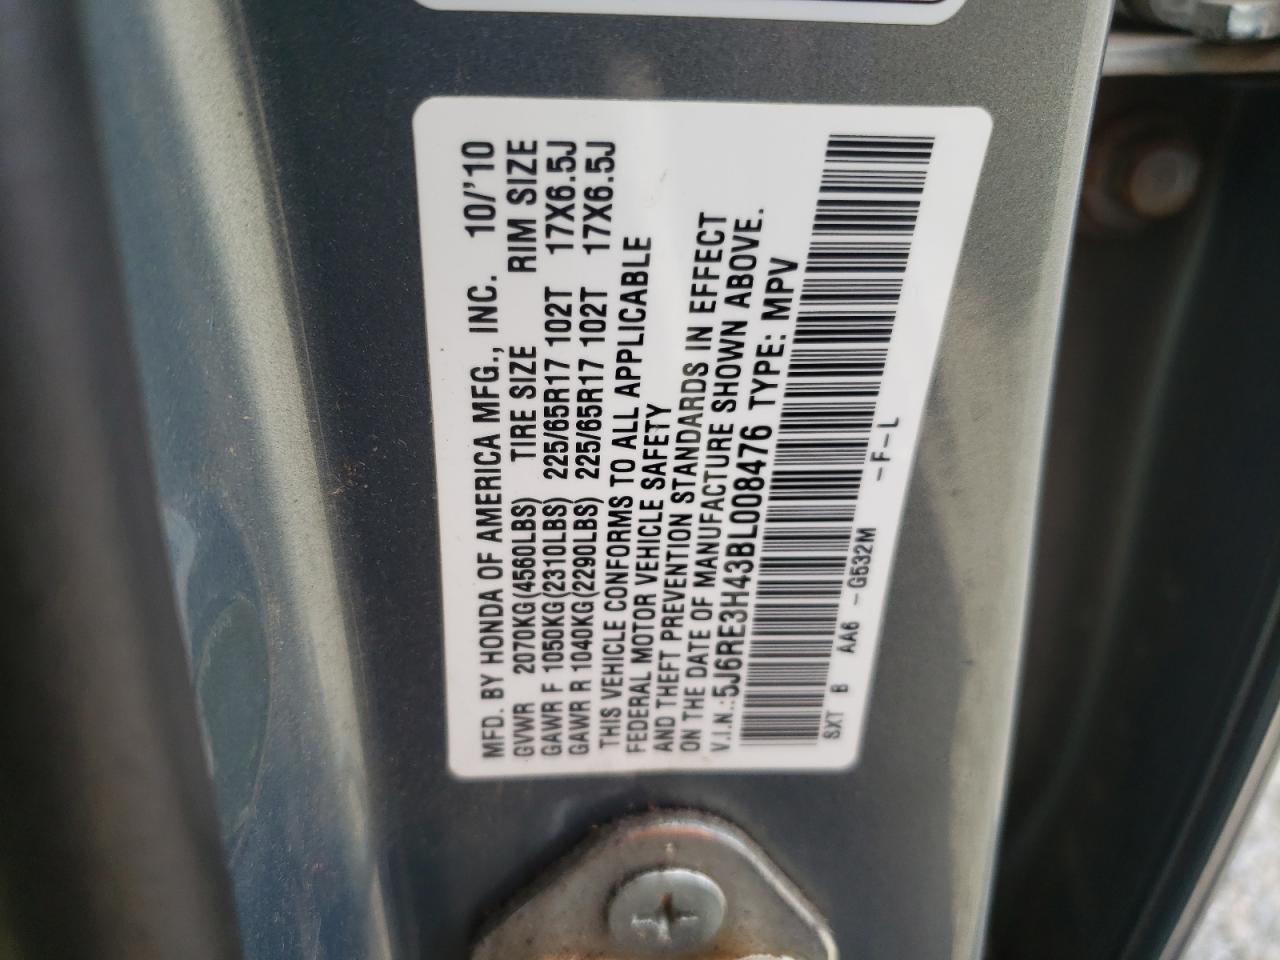 MFD. BY HONDA OF AMERICA MFG., INC. 10/'10
GVWR 2070KG(4560LBS) TIRE SIZE RIM SIZE
GAWR F 1050KG(2310LBS) 225/65R17 102T 17X6.5J
GAWR R 1040KG(2290LBS) 225/65R17 102T 17X6.5J
THIS VEHICLE CONFORMS TO ALL APPLICABLE
FEDERAL MOTOR VEHICLE SAFETY
AND THEFT PREVENTION STANDARDS IN EFFECT
ON THE DATE OF MANUFACTURE SHOWN ABOVE.
V.I.N.:5J6RE3H43BL008476 TYPE: MPV
SXT B AA6 -G532M -F-L